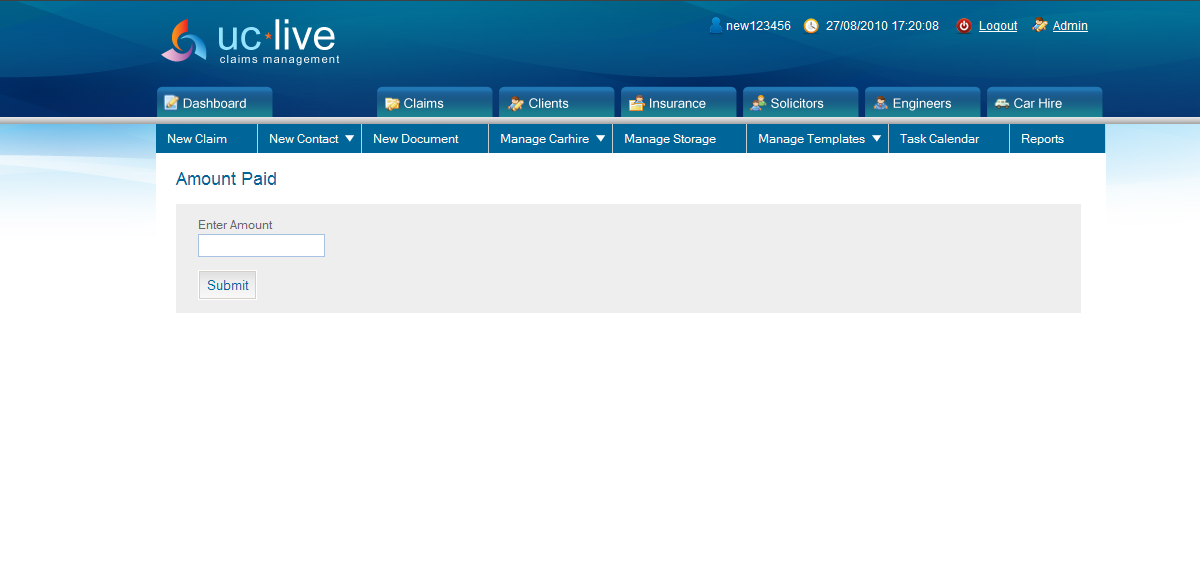 uc live
claims management
new123456 27/08/2010 17:20:08 Logout Admin
Dashboard Claims Clients Insurance Solicitors Engineers Car Hire
New Claim New Contact New Document Manage Carhire Manage Storage Manage Templates Task Calendar Reports
Amount Paid
Enter Amount
Submit